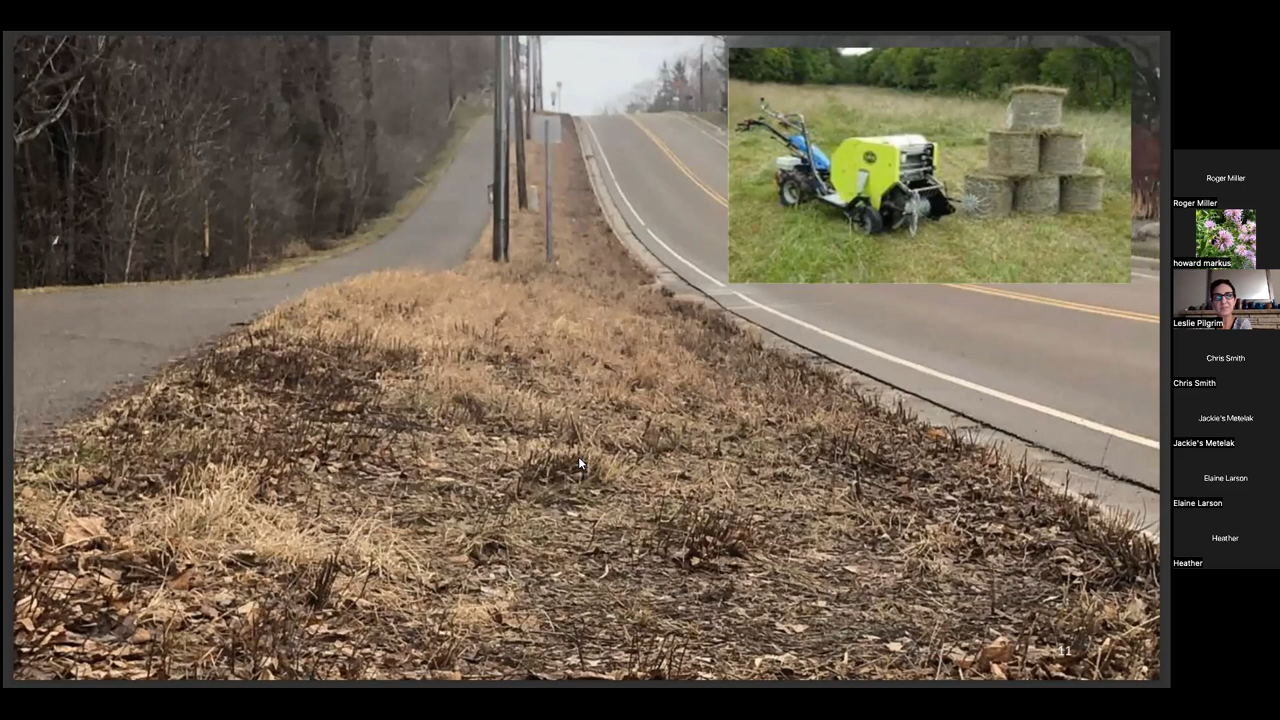 11
Roger Miller
Roger Miller
howard markus
Leslie Pilgrim
Chris Smith
Chris Smith
Jackie's Metelak
Jackie's Metelak
Elaine Larson
Elaine Larson
Heather
Heather